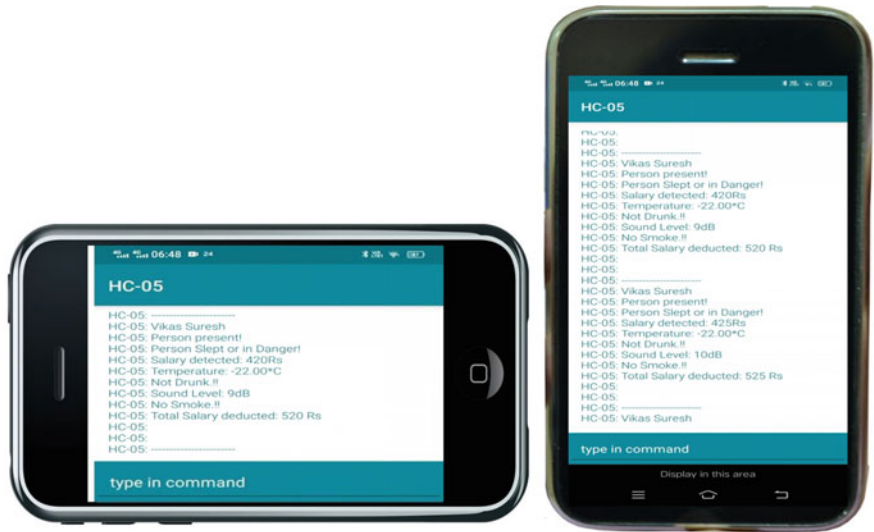 06:48 24
HC-05
HC-05: ----------------------
HC-05: Vikas Suresh
HC-05: Person present!
HC-05: Person Slept or in Danger!
HC-05: Salary detected: 420Rs
HC-05: Temperature: -22.00*C
HC-05: Not Drunk.!!
HC-05: Sound Level: 9dB
HC-05: No Smoke.!!
HC-05: Total Salary deducted: 520 Rs
HC-05:
HC-05:
HC-05: ----------------------
type in command
06:48 24
HC-05
HC-05:
HC-05:
HC-05: ----------------------
HC-05: Vikas Suresh
HC-05: Person present!
HC-05: Person Slept or in Danger!
HC-05: Salary detected: 420Rs
HC-05: Temperature: -22.00*C
HC-05: Not Drunk.!!
HC-05: Sound Level: 9dB
HC-05: No Smoke.!!
HC-05: Total Salary deducted: 520 Rs
HC-05:
HC-05:
HC-05: ----------------------
HC-05: Vikas Suresh
HC-05: Person present!
HC-05: Person Slept or in Danger!
HC-05: Salary detected: 425Rs
HC-05: Temperature: -22.00*C
HC-05: Not Drunk.!!
HC-05: Sound Level: 10dB
HC-05: No Smoke.!!
HC-05: Total Salary deducted: 525 Rs
HC-05:
HC-05:
HC-05: ----------------------
HC-05: Vikas Suresh
type in command
Display in this area